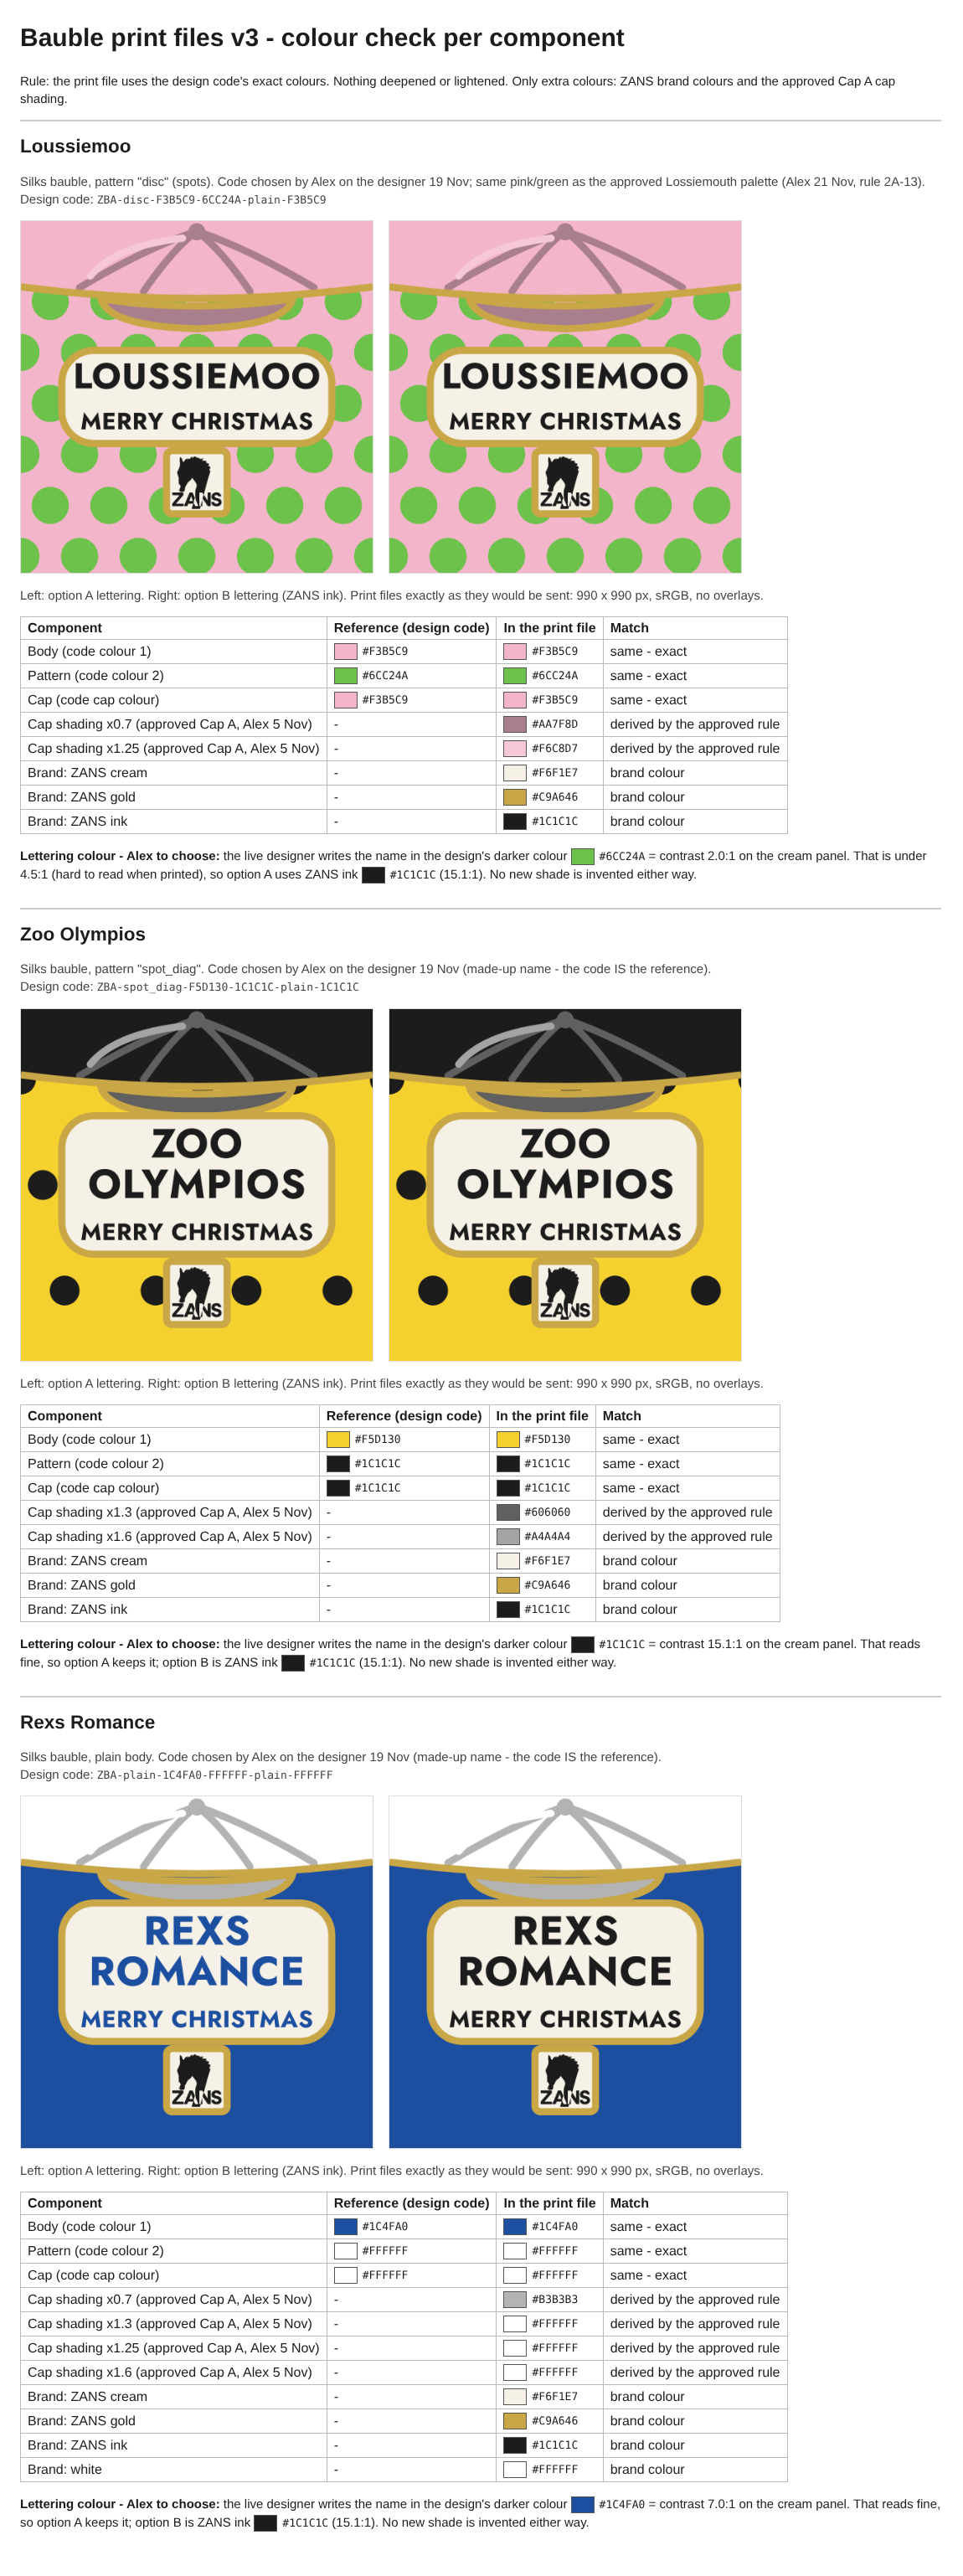 Bauble print files v3 - colour check per component
Rule: the print file uses the design code's exact colours. Nothing deepened or lightened. Only extra colours: ZANS brand colours and the approved Cap A cap
shading.
Loussiemoo
Silks bauble, pattern "disc" (spots). Code chosen by Alex on the designer 19 Nov; same pink/green as the approved Lossiemouth palette (Alex 21 Nov, rule 2A-13).
Design code: ZBA-disc-F3B5C9-6CC24A-plain-F3B5C9
LOUSSIEMOO LOUSSIEMOO
MERRY CHRISTMAS MERRY CHRISTMAS
ZANS ZANS
Left: option A lettering. Right: option B lettering (ZANS ink). Print files exactly as they would be sent: 990 x 990 px, sRGB, no overlays.
Component Reference (design code) In the print file Match
Body (code colour 1) #F3B5C9 #F3B5C9 same - exact
Pattern (code colour 2) #6CC24A #6CC24A same - exact
Cap (code cap colour) #F3B5C9 #F3B5C9 same - exact
Cap shading x0.7 (approved Cap A, Alex 5 Nov) - #AA7F8D derived by the approved rule
Cap shading x1.25 (approved Cap A, Alex 5 Nov) - #F6C8D7 derived by the approved rule
Brand: ZANS cream - #F6F1E7 brand colour
Brand: ZANS gold - #C9A646 brand colour
Brand: ZANS ink - #1C1C1C brand colour
Lettering colour - Alex to choose: the live designer writes the name in the design's darker colour #6CC24A = contrast 2.0:1 on the cream panel. That is under
4.5:1 (hard to read when printed), so option A uses ZANS ink #1C1C1C (15.1:1). No new shade is invented either way.
Zoo Olympios
Silks bauble, pattern "spot_diag". Code chosen by Alex on the designer 19 Nov (made-up name - the code IS the reference).
Design code: ZBA-spot_diag-F5D130-1C1C1C-plain-1C1C1C
ZOO ZOO
OLYMPIOS OLYMPIOS
MERRY CHRISTMAS MERRY CHRISTMAS
ZANS ZANS
Left: option A lettering. Right: option B lettering (ZANS ink). Print files exactly as they would be sent: 990 x 990 px, sRGB, no overlays.
Component Reference (design code) In the print file Match
Body (code colour 1) #F5D130 #F5D130 same - exact
Pattern (code colour 2) #1C1C1C #1C1C1C same - exact
Cap (code cap colour) #1C1C1C #1C1C1C same - exact
Cap shading x1.3 (approved Cap A, Alex 5 Nov) - #606060 derived by the approved rule
Cap shading x1.6 (approved Cap A, Alex 5 Nov) - #A4A4A4 derived by the approved rule
Brand: ZANS cream - #F6F1E7 brand colour
Brand: ZANS gold - #C9A646 brand colour
Brand: ZANS ink - #1C1C1C brand colour
Lettering colour - Alex to choose: the live designer writes the name in the design's darker colour #1C1C1C = contrast 15.1:1 on the cream panel. That reads
fine, so option A keeps it; option B is ZANS ink #1C1C1C (15.1:1). No new shade is invented either way.
Rexs Romance
Silks bauble, plain body. Code chosen by Alex on the designer 19 Nov (made-up name - the code IS the reference).
Design code: ZBA-plain-1C4FA0-FFFFFF-plain-FFFFFF
REXS REXS
ROMANCE ROMANCE
MERRY CHRISTMAS MERRY CHRISTMAS
ZANS ZANS
Left: option A lettering. Right: option B lettering (ZANS ink). Print files exactly as they would be sent: 990 x 990 px, sRGB, no overlays.
Component Reference (design code) In the print file Match
Body (code colour 1) #1C4FA0 #1C4FA0 same - exact
Pattern (code colour 2) #FFFFFF #FFFFFF same - exact
Cap (code cap colour) #FFFFFF #FFFFFF same - exact
Cap shading x0.7 (approved Cap A, Alex 5 Nov) - #B3B3B3 derived by the approved rule
Cap shading x1.3 (approved Cap A, Alex 5 Nov) - #FFFFFF derived by the approved rule
Cap shading x1.25 (approved Cap A, Alex 5 Nov) - #FFFFFF derived by the approved rule
Cap shading x1.6 (approved Cap A, Alex 5 Nov) - #FFFFFF derived by the approved rule
Brand: ZANS cream - #F6F1E7 brand colour
Brand: ZANS gold - #C9A646 brand colour
Brand: ZANS ink - #1C1C1C brand colour
Brand: white - #FFFFFF brand colour
Lettering colour - Alex to choose: the live designer writes the name in the design's darker colour #1C4FA0 = contrast 7.0:1 on the cream panel. That reads fine,
so option A keeps it; option B is ZANS ink #1C1C1C (15.1:1). No new shade is invented either way.